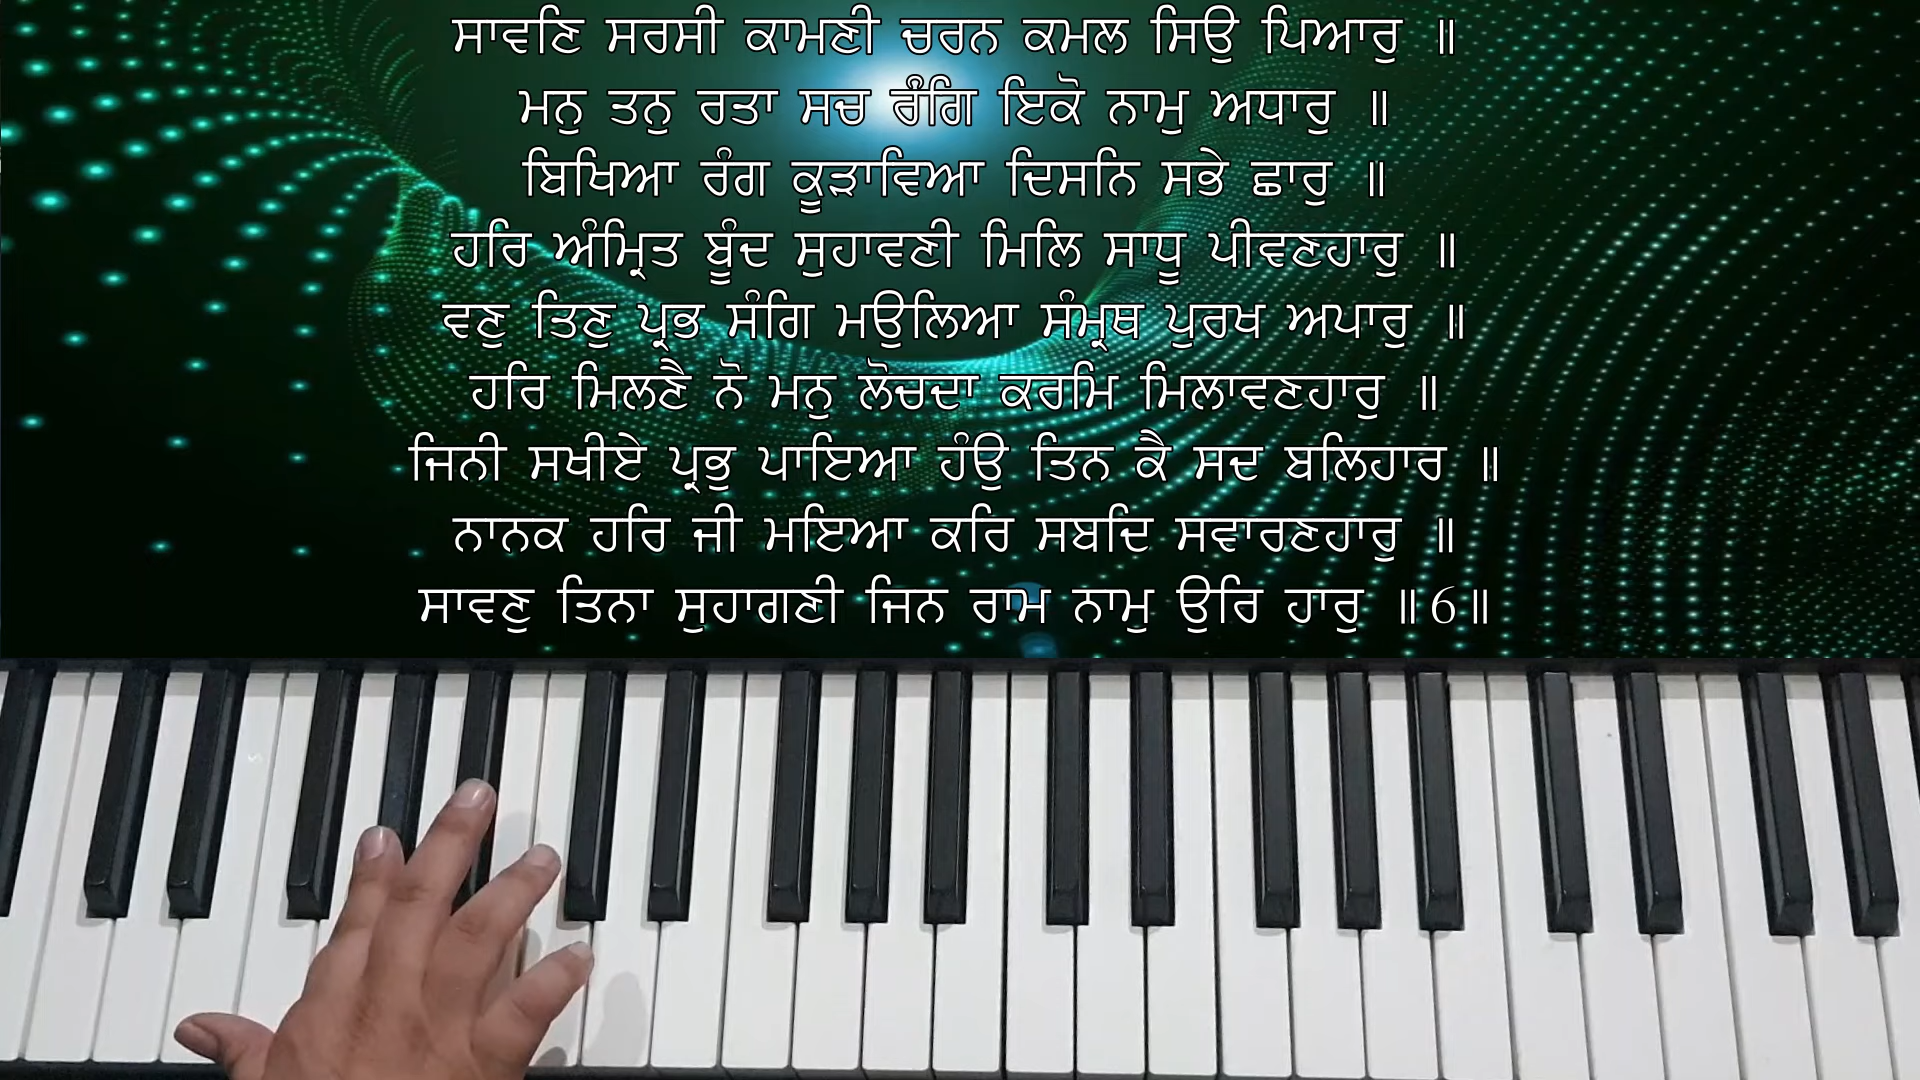 ਸਾਵਣਿ ਸਰਸੀ ਕਾਮਣੀ ਚਰਨ ਕਮਲ ਸਿਉ ਪਿਆਰੁ ॥
ਮਨੁ ਤਨੁ ਰਤਾ ਸਚ ਰੰਗਿ ਇਕੋ ਨਾਮੁ ਅਧਾਰੁ ॥
ਬਿਖਿਆ ਰੰਗ ਕੂੜਾਵਿਆ ਦਿਸਨਿ ਸਭੇ ਛਾਰੁ ॥
ਹਰਿ ਅੰਮ੍ਰਿਤ ਬੂੰਦ ਸੁਹਾਵਣੀ ਮਿਲਿ ਸਾਧੂ ਪੀਵਣਹਾਰੁ ॥
ਵਣੁ ਤਿਣੁ ਪ੍ਰਭ ਸੰਗਿ ਮਉਲਿਆ ਸੰਮ੍ਰਥ ਪੁਰਖ ਅਪਾਰੁ ॥
ਹਰਿ ਮਿਲਣੈ ਨੋ ਮਨੁ ਲੋਚਦਾ ਕਰਮਿ ਮਿਲਾਵਣਹਾਰੁ ॥
ਜਿਨੀ ਸਖੀਏ ਪ੍ਰਭੁ ਪਾਇਆ ਹੰਉ ਤਿਨ ਕੈ ਸਦ ਬਲਿਹਾਰ ॥
ਨਾਨਕ ਹਰਿ ਜੀ ਮਇਆ ਕਰਿ ਸਬਦਿ ਸਵਾਰਣਹਾਰੁ ॥
ਸਾਵਣੁ ਤਿਨਾ ਸੁਹਾਗਣੀ ਜਿਨ ਰਾਮ ਨਾਮੁ ਉਰਿ ਹਾਰੁ ॥6॥